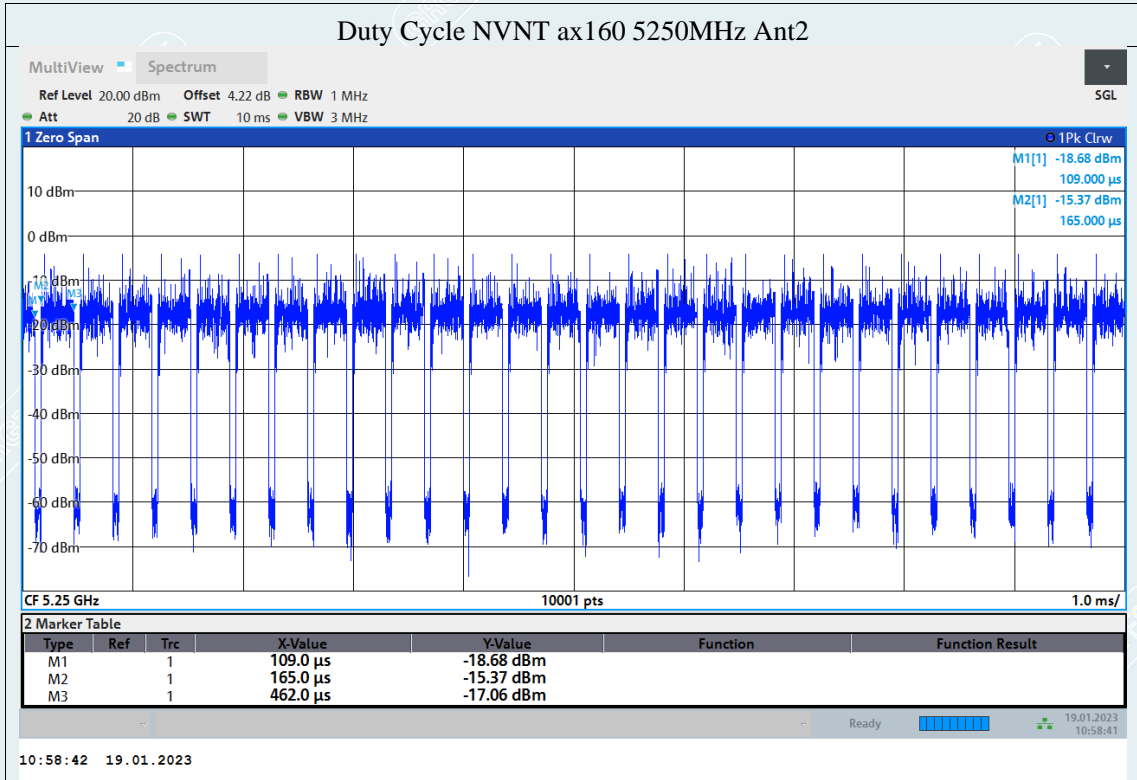 Duty Cycle NVNT ax160 5250MHz Ant2
MultiView Spectrum
Ref Level 20.00 dBm Offset 4.22 dB RBW 1 MHz SGL
Att 20 dB SWT 10 ms VBW 3 MHz
1 Zero Span 1Pk Clrw
M1[1] -18.68 dBm
109.000 µs
10 dBm
M2[1] -15.37 dBm
165.000 µs
0 dBm
-10 dBm
M2
M3
M1
-20 dBm
-30 dBm
-40 dBm
-50 dBm
-60 dBm
-70 dBm
CF 5.25 GHz 10001 pts 1.0 ms/
2 Marker Table
Type Ref Trc X-Value Y-Value Function Function Result
M1 1 109.0 µs -18.68 dBm
M2 1 165.0 µs -15.37 dBm
M3 1 462.0 µs -17.06 dBm
Ready 19.01.2023
10:58:41
10:58:42 19.01.2023